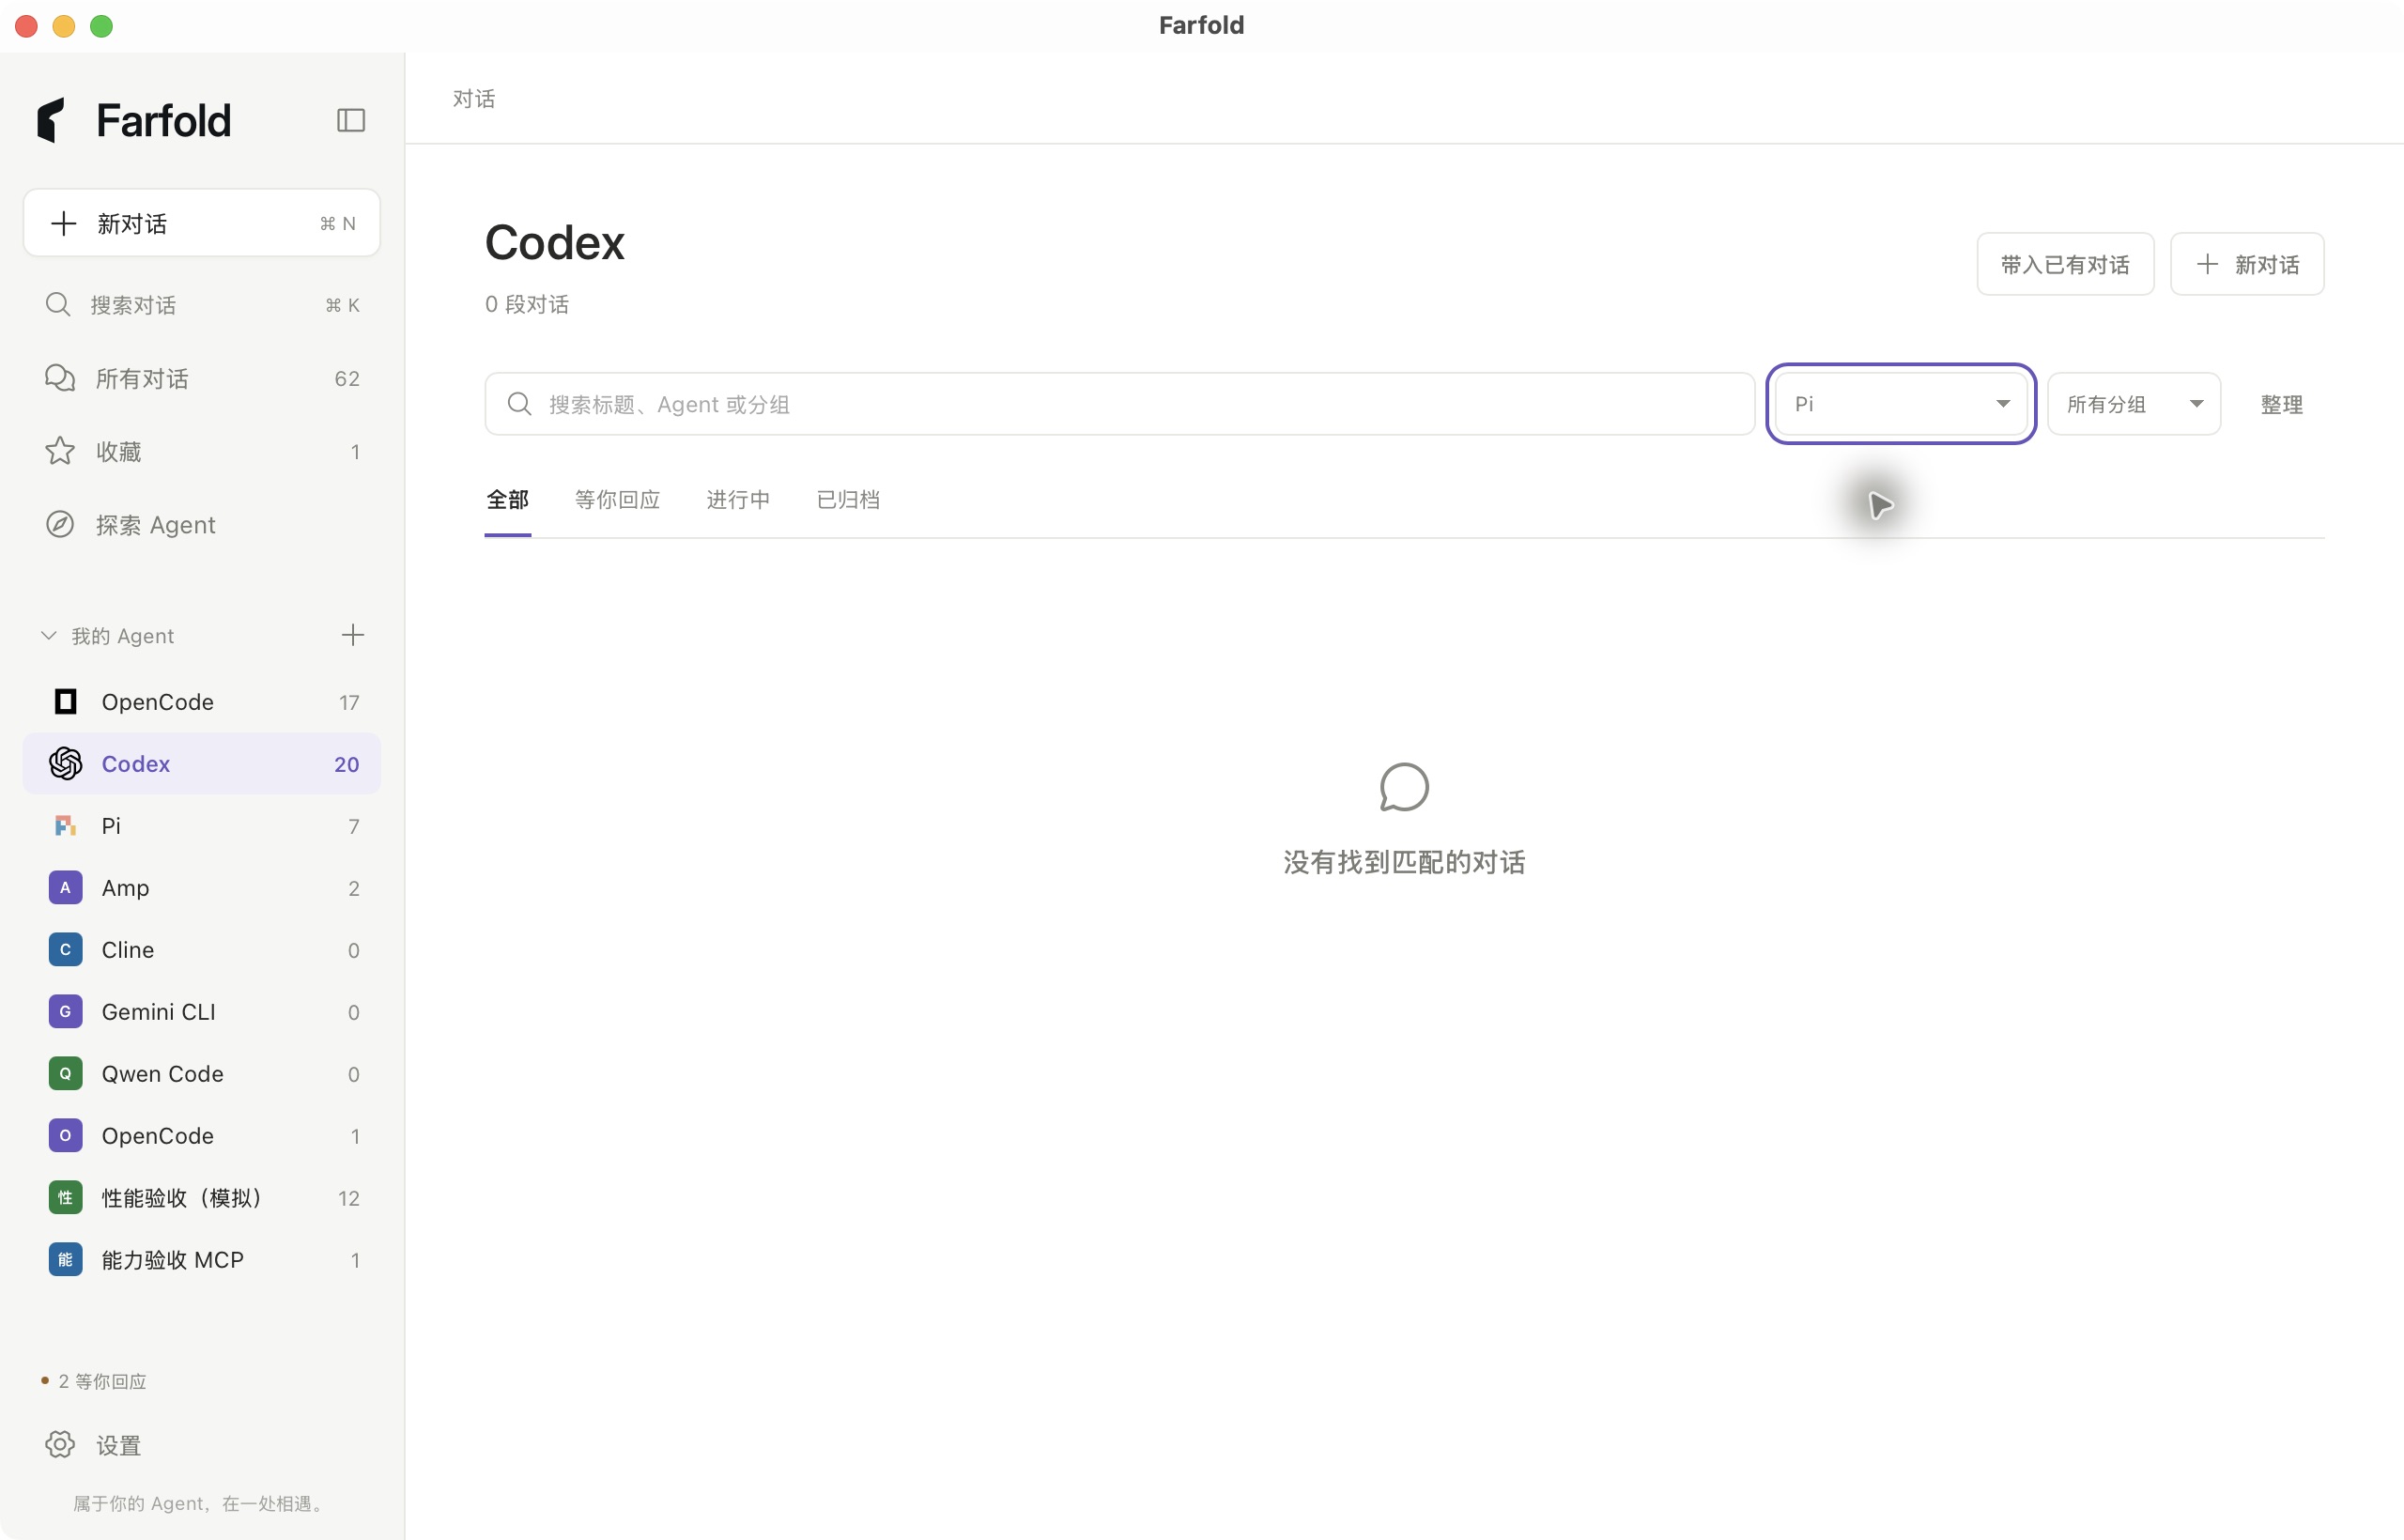 Farfold
Farfold
新对话 ⌘ N
搜索对话 ⌘ K
所有对话 62
收藏 1
探索 Agent
我的 Agent
OpenCode 17
Codex 20
Pi 7
A Amp 2
C Cline 0
G Gemini CLI 0
Q Qwen Code 0
O OpenCode 1
性 性能验收（模拟） 12
能 能力验收 MCP 1
2 等你回应
设置
属于你的 Agent，在一处相遇。
对话
Codex
0 段对话
带入已有对话
新对话
搜索标题、Agent 或分组
Pi
所有分组
整理
全部 等你回应 进行中 已归档
没有找到匹配的对话